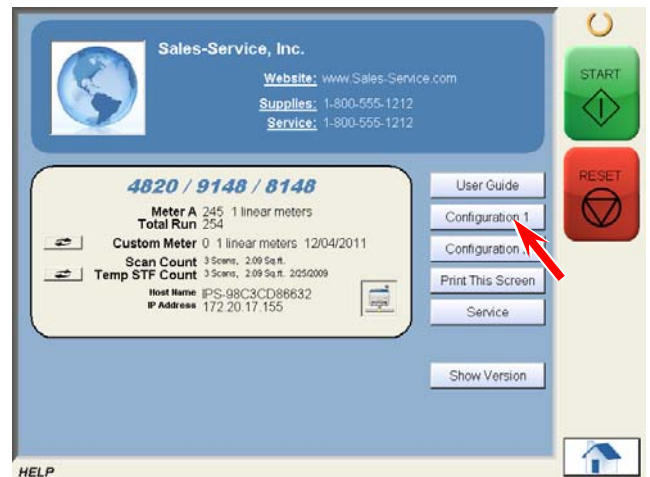 Sales-Service, Inc.
Website: www.Sales-Service.com
Supplies: 1-800-555-1212
Service: 1-800-555-1212
START
RESET
4820 / 9148 / 8148
Meter A 245 1 linear meters
Total Run 254
Custom Meter 0 1 linear meters 12/04/2011
Scan Count 3 Scans, 2.09 Sq.ft.
Temp STF Count 3 Scans, 2.09 Sq.ft. 2/25/2009
Host Name IPS-98C3CD86632
IP Address 172.20.17.155
User Guide
Configuration 1
Configuration
Print This Screen
Service
Show Version
HELP